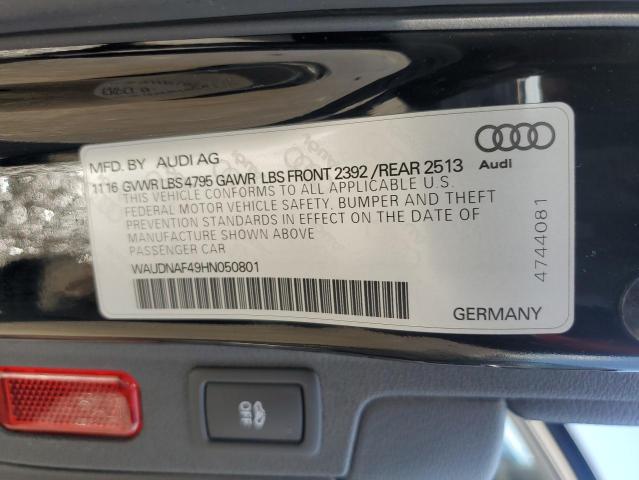 MFD. BY AUDI AG
11 16 GVWR LBS 4795 GAWR LBS FRONT 2392 / REAR 2513
THIS VEHICLE CONFORMS TO ALL APPLICABLE U.S.
FEDERAL MOTOR VEHICLE SAFETY, BUMPER AND THEFT
PREVENTION STANDARDS IN EFFECT ON THE DATE OF
MANUFACTURE SHOWN ABOVE
PASSENGER CAR
WAUDNAF49HN050801
Audi
4744081
GERMANY
OFF